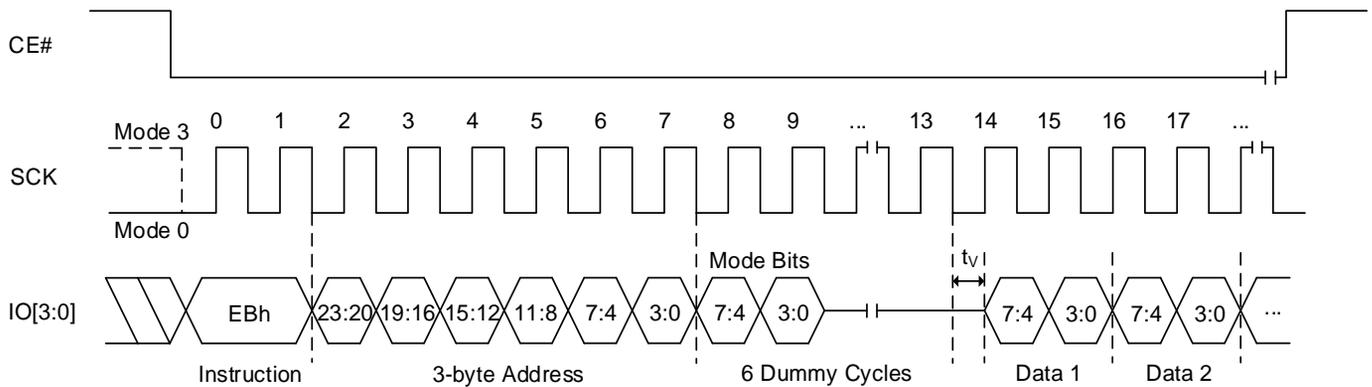 CE#
0 1 2 3 4 5 6 7 8 9 ... 13 14 15 16 17 ...
Mode 3
SCK
Mode 0
Mode Bits tV
IO[3:0] EBh 23:20 19:16 15:12 11:8 7:4 3:0 7:4 3:0 7:4 3:0 7:4 3:0 ...
Instruction 3-byte Address 6 Dummy Cycles Data 1 Data 2